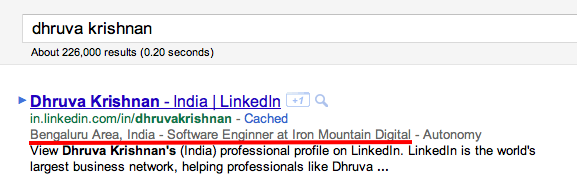 dhruva krishnan
About 226,000 results (0.20 seconds)
Dhruva Krishnan - India | LinkedIn +1
in.linkedin.com/in/dhruvakrishnan - Cached
Bengaluru Area, India - Software Enginner at Iron Mountain Digital - Autonomy
View Dhruva Krishnan's (India) professional profile on LinkedIn. LinkedIn is the world's
largest business network, helping professionals like Dhruva ...